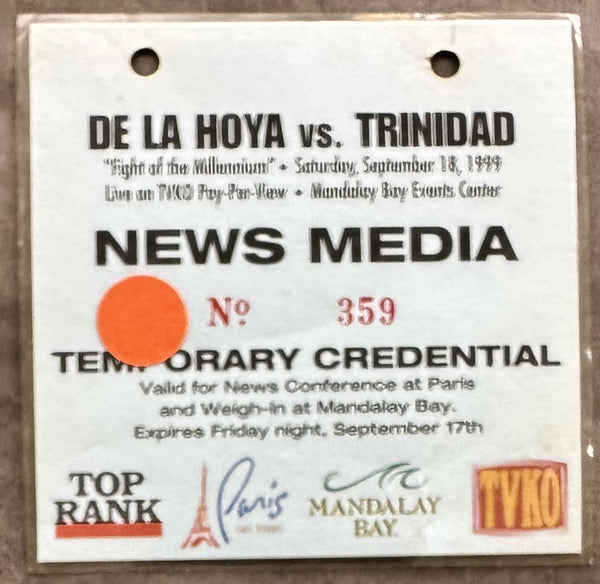 DE LA HOYA vs. TRINIDAD
"Fight of the Millennium" • Saturday, September 18, 1999
Live on TVKO Pay-Per-View • Mandalay Bay Events Center
NEWS MEDIA
Nº 359
TEMPORARY CREDENTIAL
Valid for News Conference at Paris
and Weigh-in at Mandalay Bay.
Expires Friday night, September 17th
TOP
RANK
Paris
LAS VEGAS
MANDALAY
BAY
TVKO